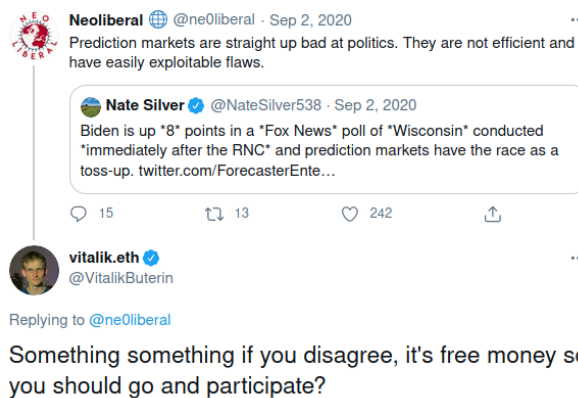 Neoliberal @ne0liberal · Sep 2, 2020
Prediction markets are straight up bad at politics. They are not efficient and
have easily exploitable flaws.
Nate Silver @NateSilver538 · Sep 2, 2020
Biden is up *8* points in a *Fox News* poll of *Wisconsin* conducted
*immediately after the RNC* and prediction markets have the race as a
toss-up. twitter.com/ForecasterEnte…
15 13 242
vitalik.eth
@VitalikButerin
Replying to @ne0liberal
Something something if you disagree, it's free money
you should go and participate?